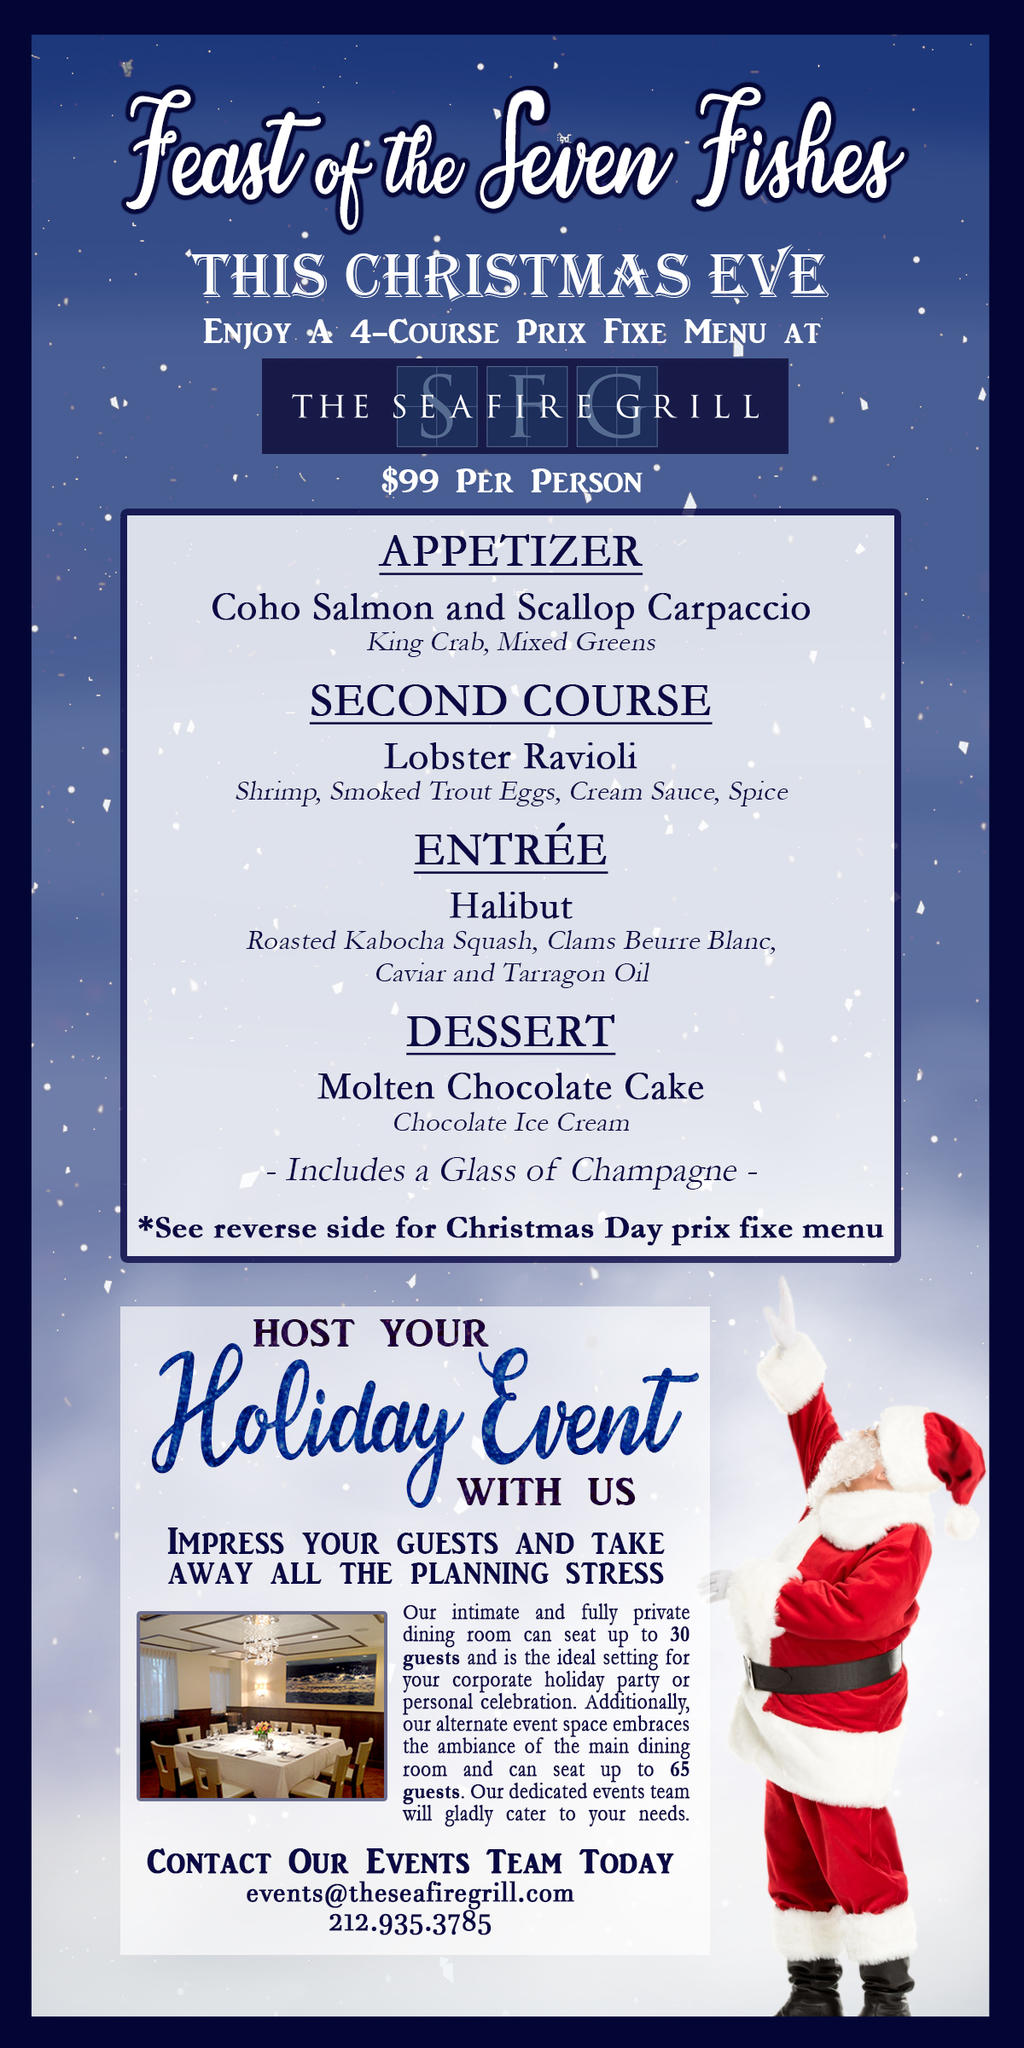 Feast of the Seven Fishes
THIS CHRISTMAS EVE
ENJOY A 4-COURSE PRIX FIXE MENU AT
SFG
THE SEAFIRE GRILL
$99 PER PERSON
APPETIZER
Coho Salmon and Scallop Carpaccio
King Crab, Mixed Greens
SECOND COURSE
Lobster Ravioli
Shrimp, Smoked Trout Eggs, Cream Sauce, Spice
ENTRÉE
Halibut
Roasted Kabocha Squash, Clams Beurre Blanc,
Caviar and Tarragon Oil
DESSERT
Molten Chocolate Cake
Chocolate Ice Cream
- Includes a Glass of Champagne -
*See reverse side for Christmas Day prix fixe menu
HOST YOUR
Holiday Event
WITH US
IMPRESS YOUR GUESTS AND TAKE
AWAY ALL THE PLANNING STRESS
Our intimate and fully private
dining room can seat up to 30
guests and is the ideal setting for
your corporate holiday party or
personal celebration. Additionally,
our alternate event space embraces
the ambiance of the main dining
room and can seat up to 65
guests. Our dedicated events team
will gladly cater to your needs.
CONTACT OUR EVENTS TEAM TODAY
events@theseafiregrill.com
212.935.3785